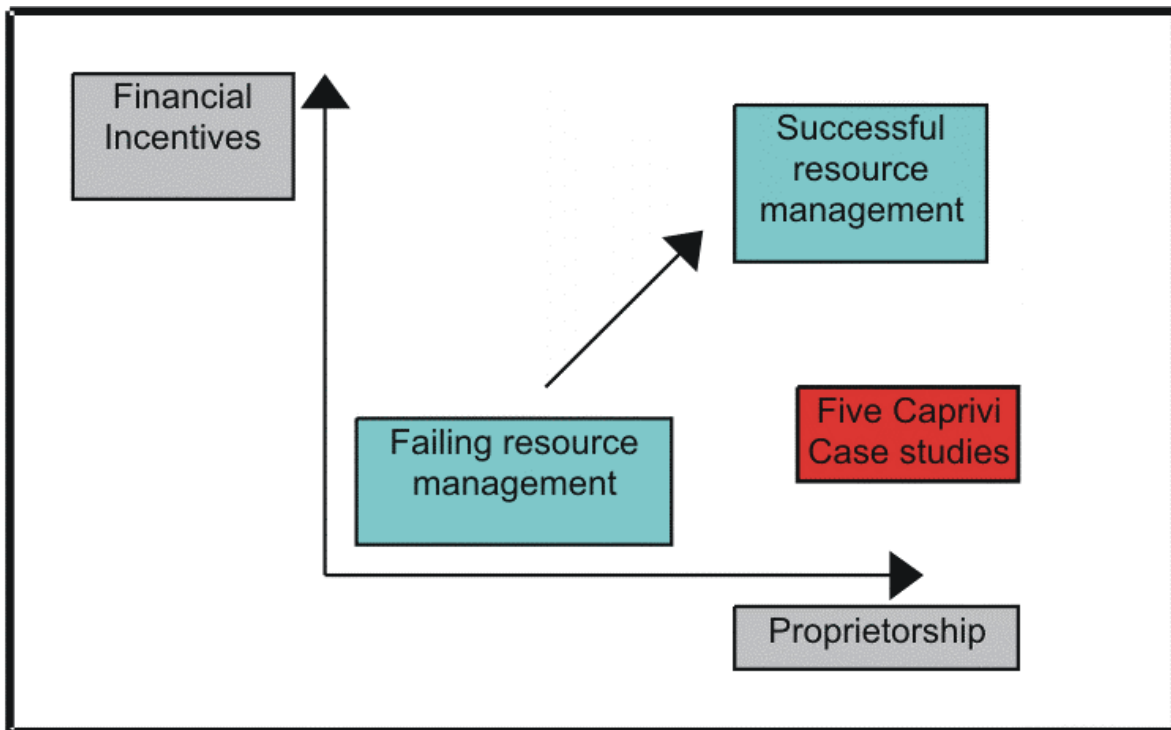 Financial
Incentives
Successful
resource
management
Five Caprivi
Case studies
Failing resource
management
Proprietorship